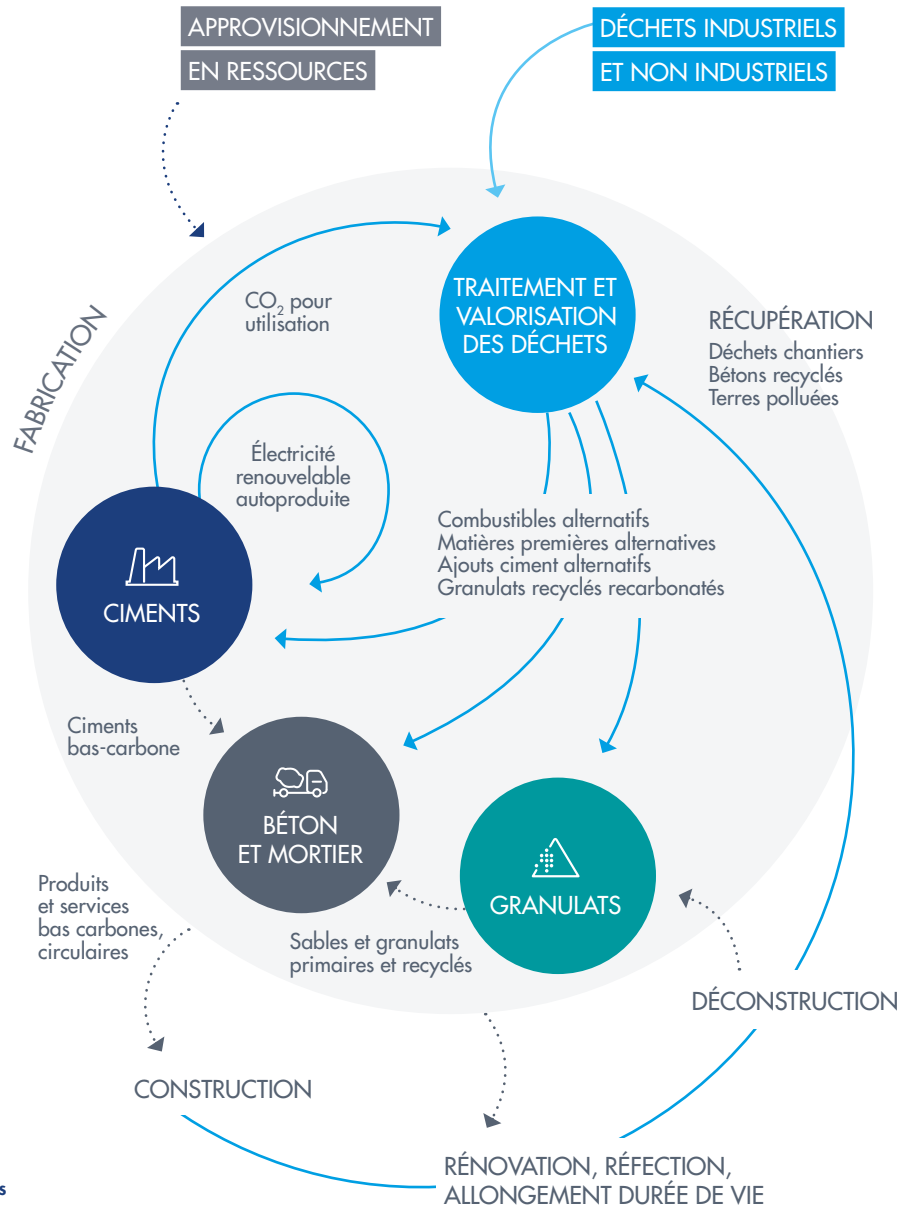 APPROVISIONNEMENT
EN RESSOURCES
DÉCHETS INDUSTRIELS
ET NON INDUSTRIELS
FABRICATION
CO₂ pour
utilisation
TRAITEMENT ET
VALORISATION
DES DÉCHETS
RÉCUPÉRATION
Déchets chantiers
Bétons recyclés
Terres polluées
Électricité
renouvelable
autoproduite
Combustibles alternatifs
Matières premières alternatives
Ajouts ciment alternatifs
Granulats recyclés recarbonatés
CIMENTS
Ciments
bas-carbone
BÉTON
ET MORTIER
GRANULATS
Produits
et services
bas carbones,
circulaires
Sables et granulats
primaires et recyclés
DÉCONSTRUCTION
CONSTRUCTION
RÉNOVATION, RÉFECTION,
ALLONGEMENT DURÉE DE VIE